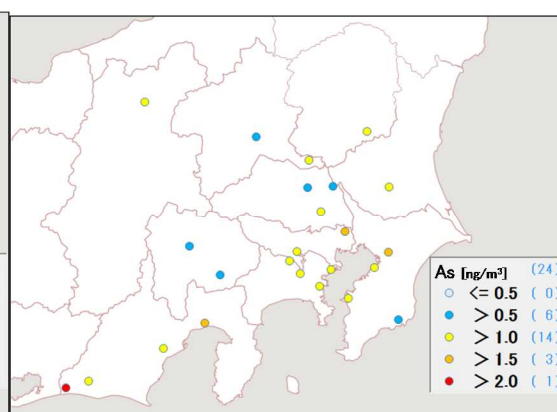 As [ng/m³] (24)
<= 0.5 ( 0)
> 0.5 ( 6)
> 1.0 (14)
> 1.5 ( 3)
> 2.0 ( 1)